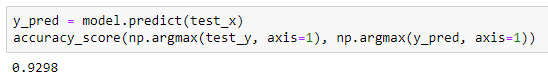 y_pred = model.predict(test_x)
accuracy_score(np.argmax(test_y, axis=1), np.argmax(y_pred, axis=1))
0.9298